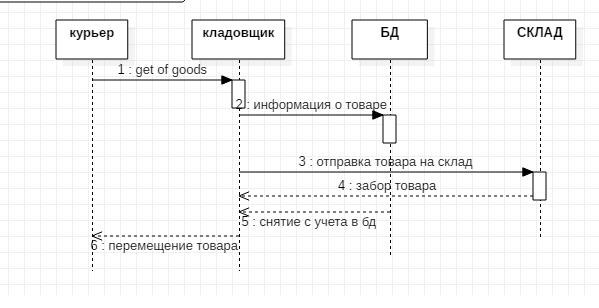 курьер
кладовщик
БД
СКЛАД
1 : get of goods
2 : информация о товаре
3 : отправка товара на склад
4 : забор товара
5 : снятие с учета в бд
6 : перемещение товара